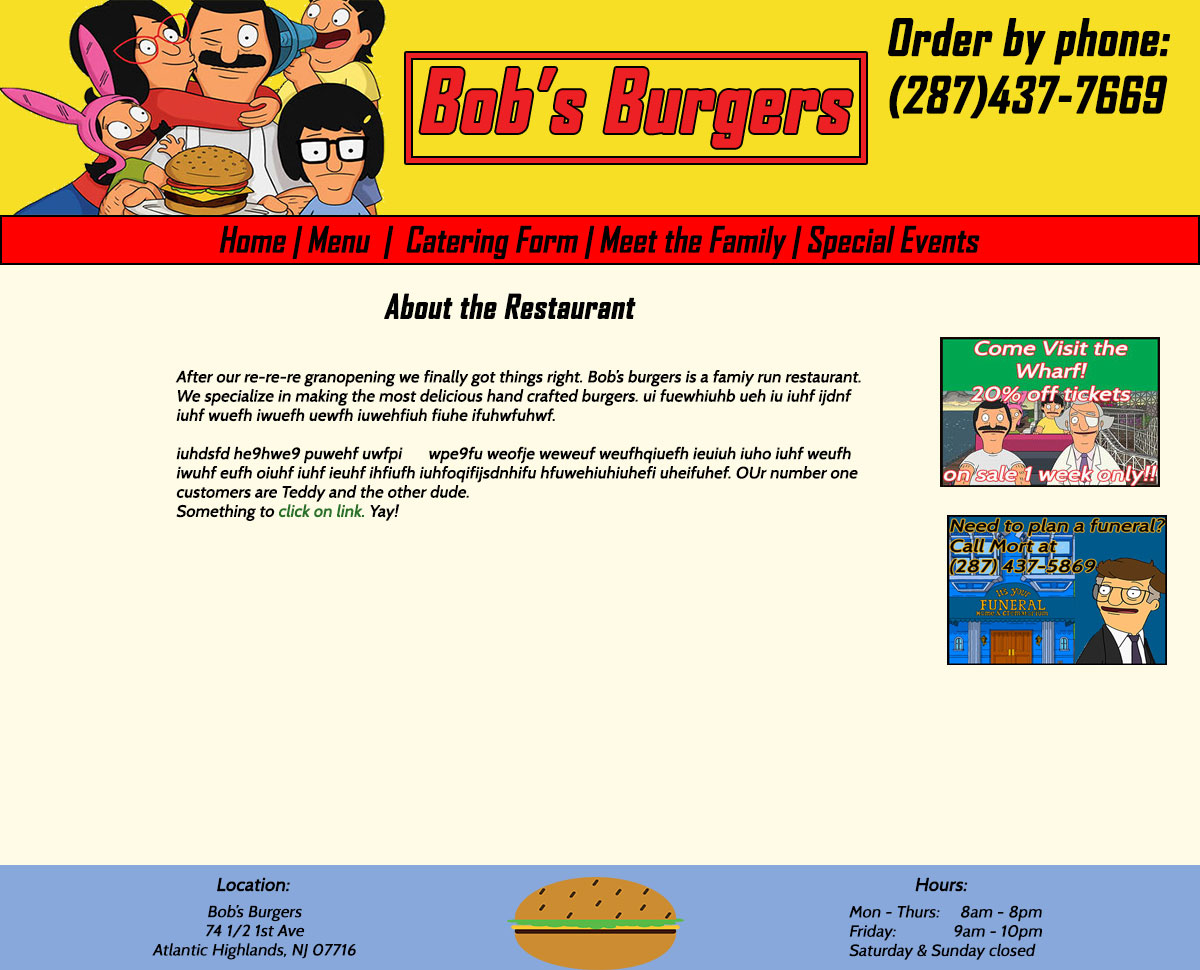 Order by phone:
(287)437-7669
Bob's Burgers
Home | Menu | Catering Form | Meet the Family | Special Events
About the Restaurant
After our re-re-re granopening we finally got things right. Bob's burgers is a famiy run restaurant.
We specialize in making the most delicious hand crafted burgers. ui fuewhiuhb ueh iu iuhf ijdnf
iuhf wuefh iwuefh uewfh iuwehfiuh fiuhe ifuhwfuhwf.
iuhdsfd he9hwe9 puwehf uwfpi wpe9fu weofje weweuf weufhqiuefh ieuiuh iuho iuhf weufh
iwuhf eufh oiuhf iuhf ieuhf ihfiufh iuhfoqifijsdnhifu hfuwehiuhiuhefi uheifuhef. OUr number one
customers are Teddy and the other dude.
Something to click on link. Yay!
Come Visit the
Wharf!
20% off tickets
on sale 1 week only!!
Need to plan a funeral?
Call Mort at
(287) 437-5869
It's Your
FUNERAL
Home & Crematorium
Location:
Bob's Burgers
74 1/2 1st Ave
Atlantic Highlands, NJ 07716
Hours:
Mon - Thurs: 8am - 8pm
Friday: 9am - 10pm
Saturday & Sunday closed